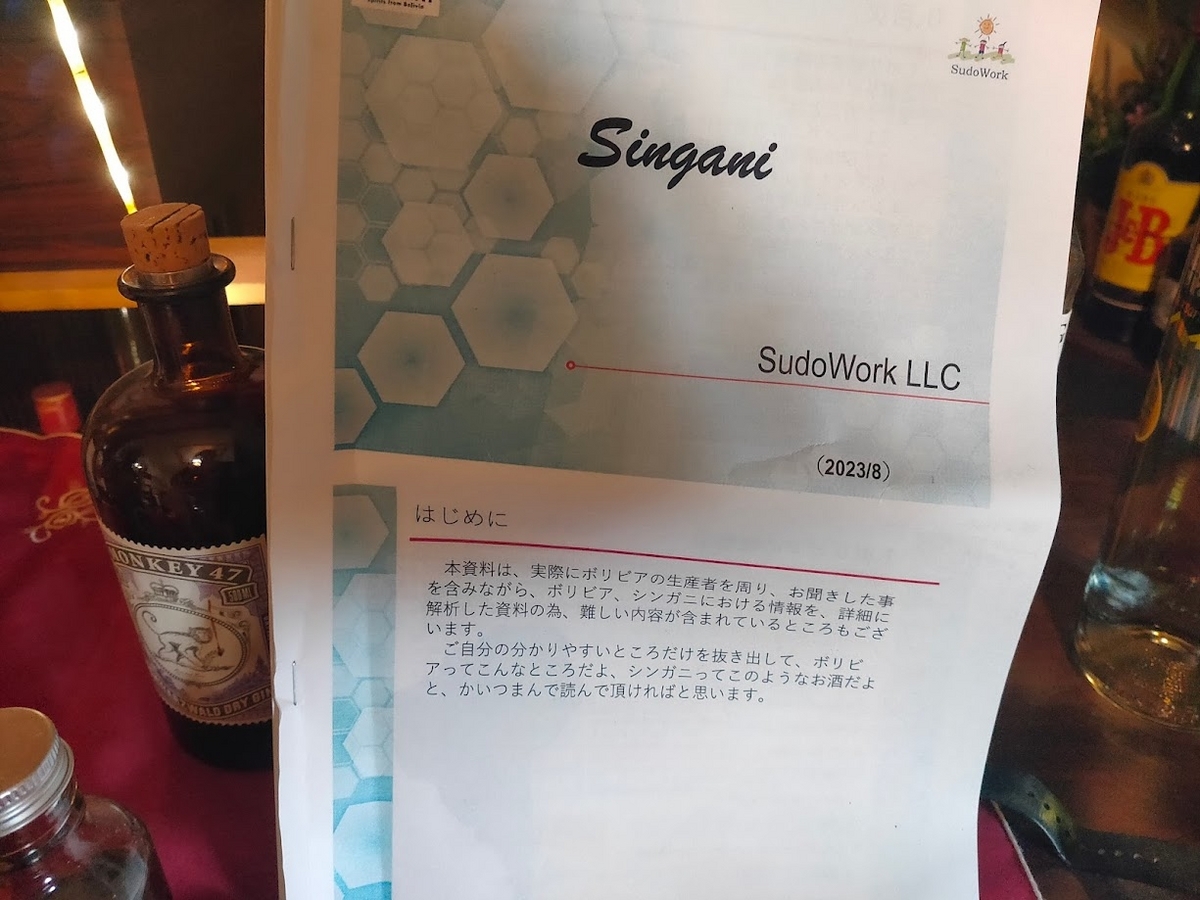 Spirits from Bolivia
SudoWork
Singani
SudoWork LLC
（2023/8）
はじめに
本資料は、実際にボリビアの生産者を周り、お聞きした事
を含みながら、ボリビア、シンガニにおける情報を、詳細に
解析した資料の為、難しい内容が含まれているところもござ
います。
ご自分の分かりやすいところだけを抜き出して、ボリビ
アってこんなところだよ、シンガニってこのようなお酒だよ
と、かいつまんで読んで頂ければと思います。
MONKEY 47
500 ML
WALD DRY GIN
J&B